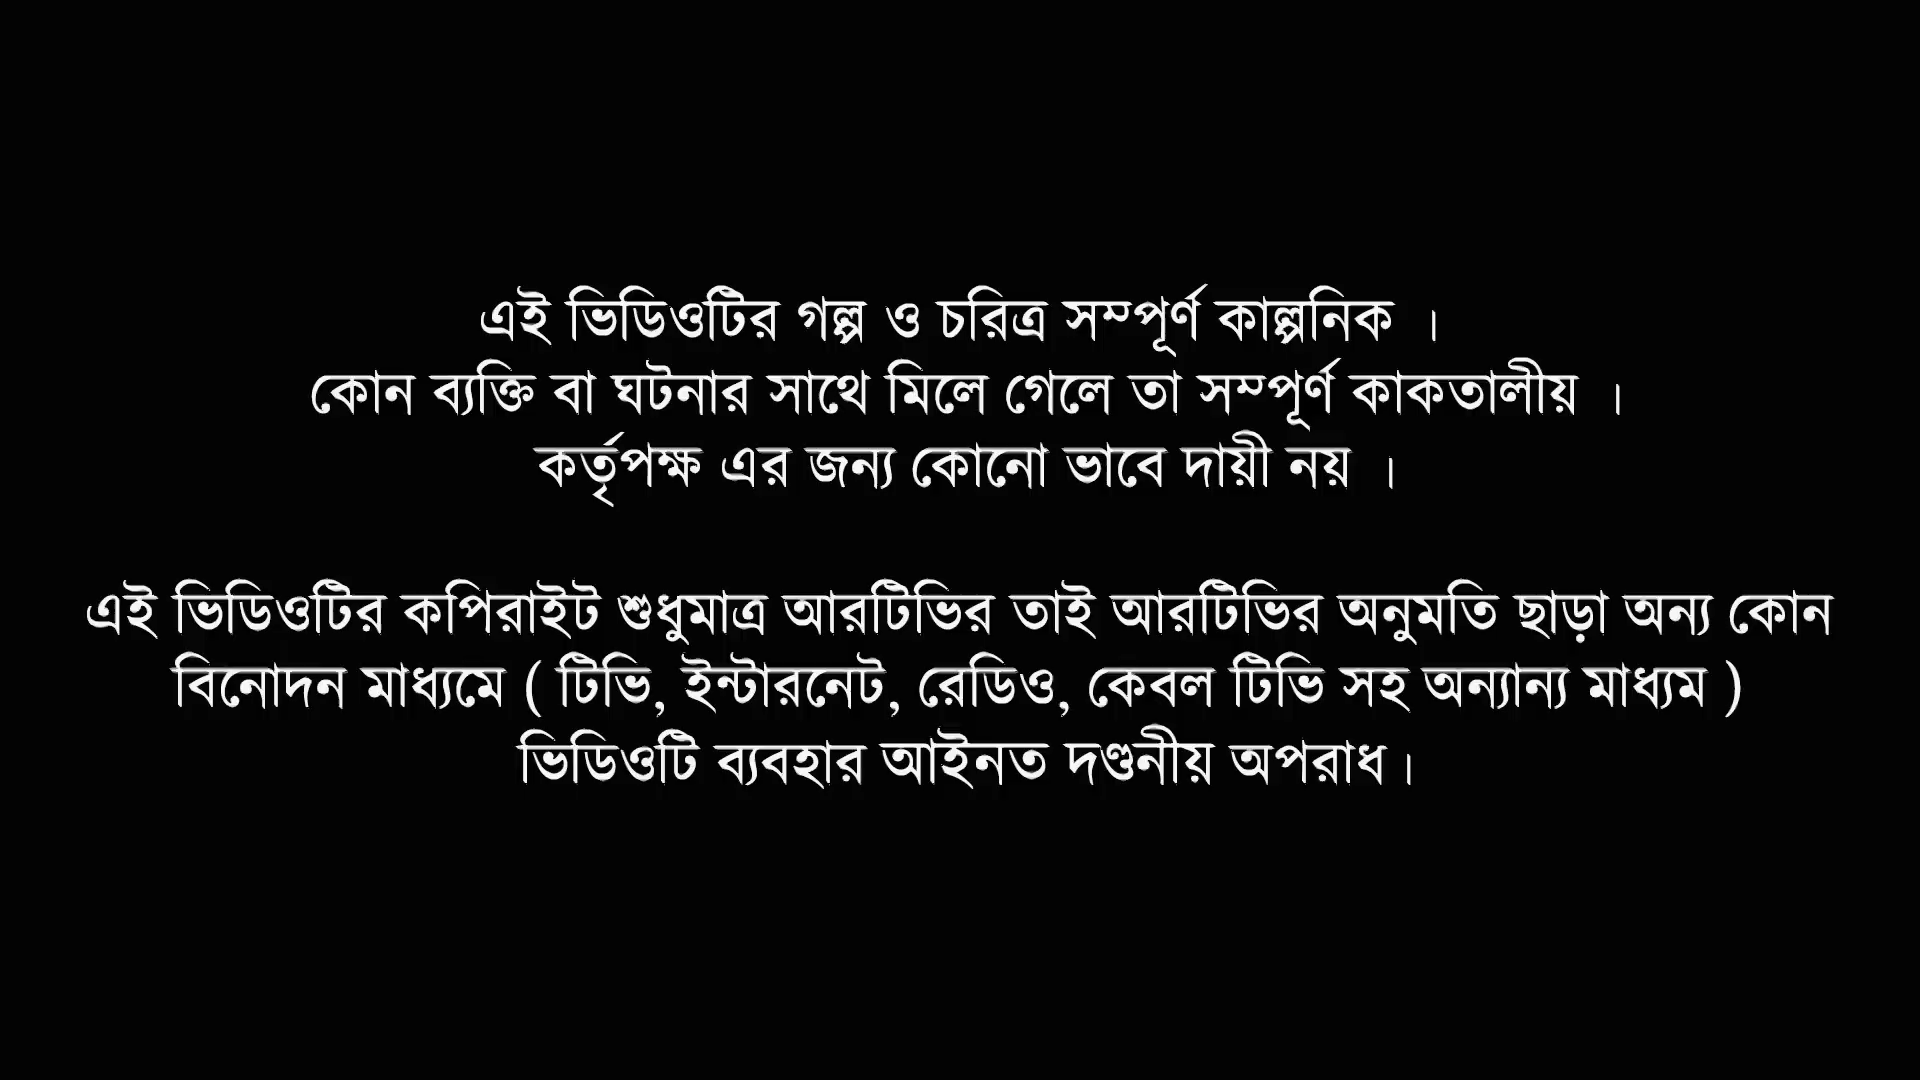 এই ভিডিওটির গল্প ও চরিত্র সম্পূর্ণ কাল্পনিক ।
কোন ব্যক্তি বা ঘটনার সাথে মিলে গেলে তা সম্পূর্ণ কাকতালীয় ।
কর্তৃপক্ষ এর জন্য কোনো ভাবে দায়ী নয় ।
এই ভিডিওটির কপিরাইট শুধুমাত্র আরটিভির তাই আরটিভির অনুমতি ছাড়া অন্য কোন
বিনোদন মাধ্যমে ( টিভি, ইন্টারনেট, রেডিও, কেবল টিভি সহ অন্যান্য মাধ্যম )
ভিডিওটি ব্যবহার আইনত দণ্ডনীয় অপরাধ।